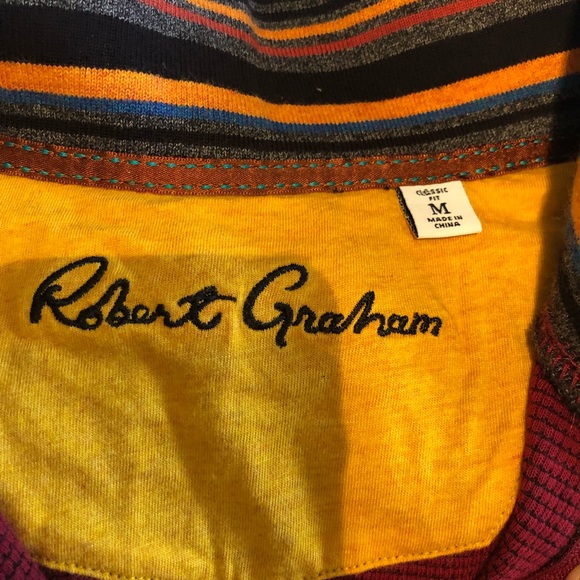 CLASSIC
FIT
M
MADE IN
CHINA
Robert Graham